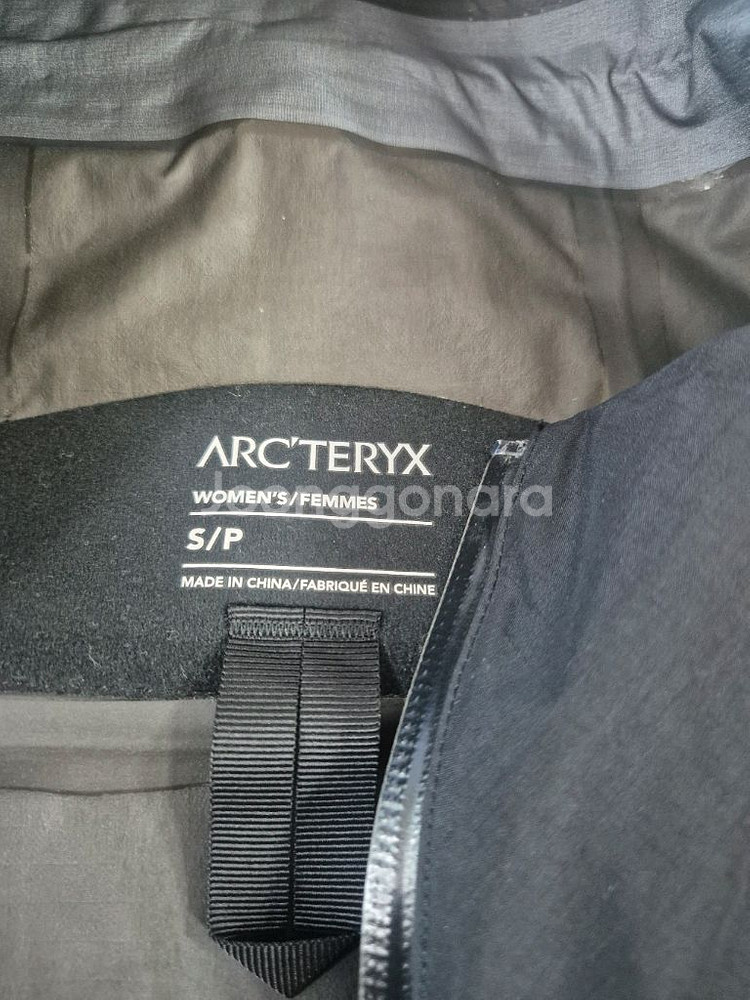 ARC'TERYX
WOMEN'S/FEMMES
Joonggonara
S/P
MADE IN CHINA/FABRIQUÉ EN CHINE